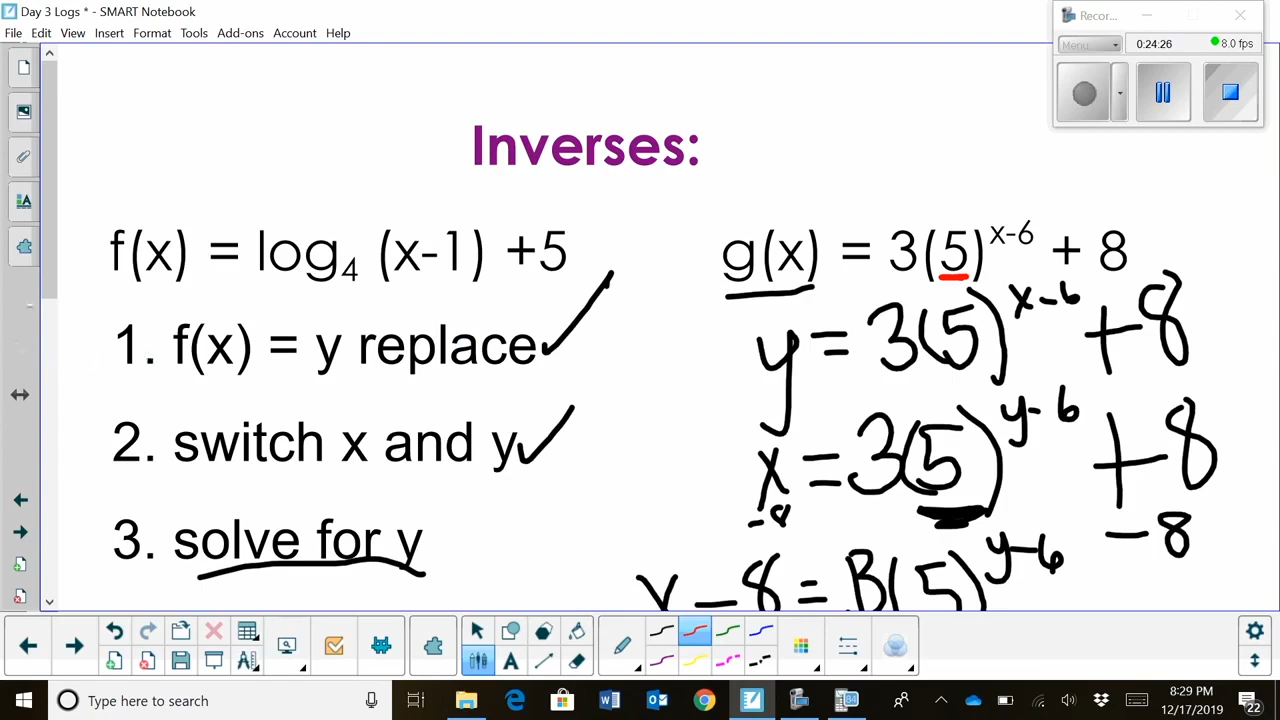 Day 3 Logs * - SMART Notebook
File Edit View Insert Format Tools Add-ons Account Help
Recor...
Menu
0:24:26
8.0 fps
Inverses:
f(x) = log₄ (x-1) +5
g(x) = 3(5)ˣ⁻⁶ + 8
1. f(x) = y replace
y = 3(5)ˣ⁻⁶ + 8
2. switch x and y
x = 3(5)ʸ⁻⁶ + 8
-8 -8
3. solve for y
x - 8 = 3(5)ʸ⁻⁶
Type here to search
8:29 PM
12/17/2019
22